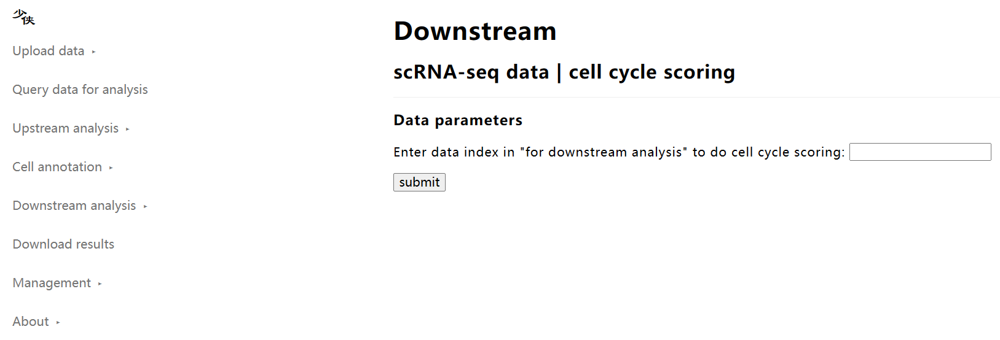 少侠
Upload data ▸
Query data for analysis
Upstream analysis ▸
Cell annotation ▸
Downstream analysis ▸
Download results
Management ▸
About ▸
Downstream
scRNA-seq data | cell cycle scoring
Data parameters
Enter data index in "for downstream analysis" to do cell cycle scoring:
submit